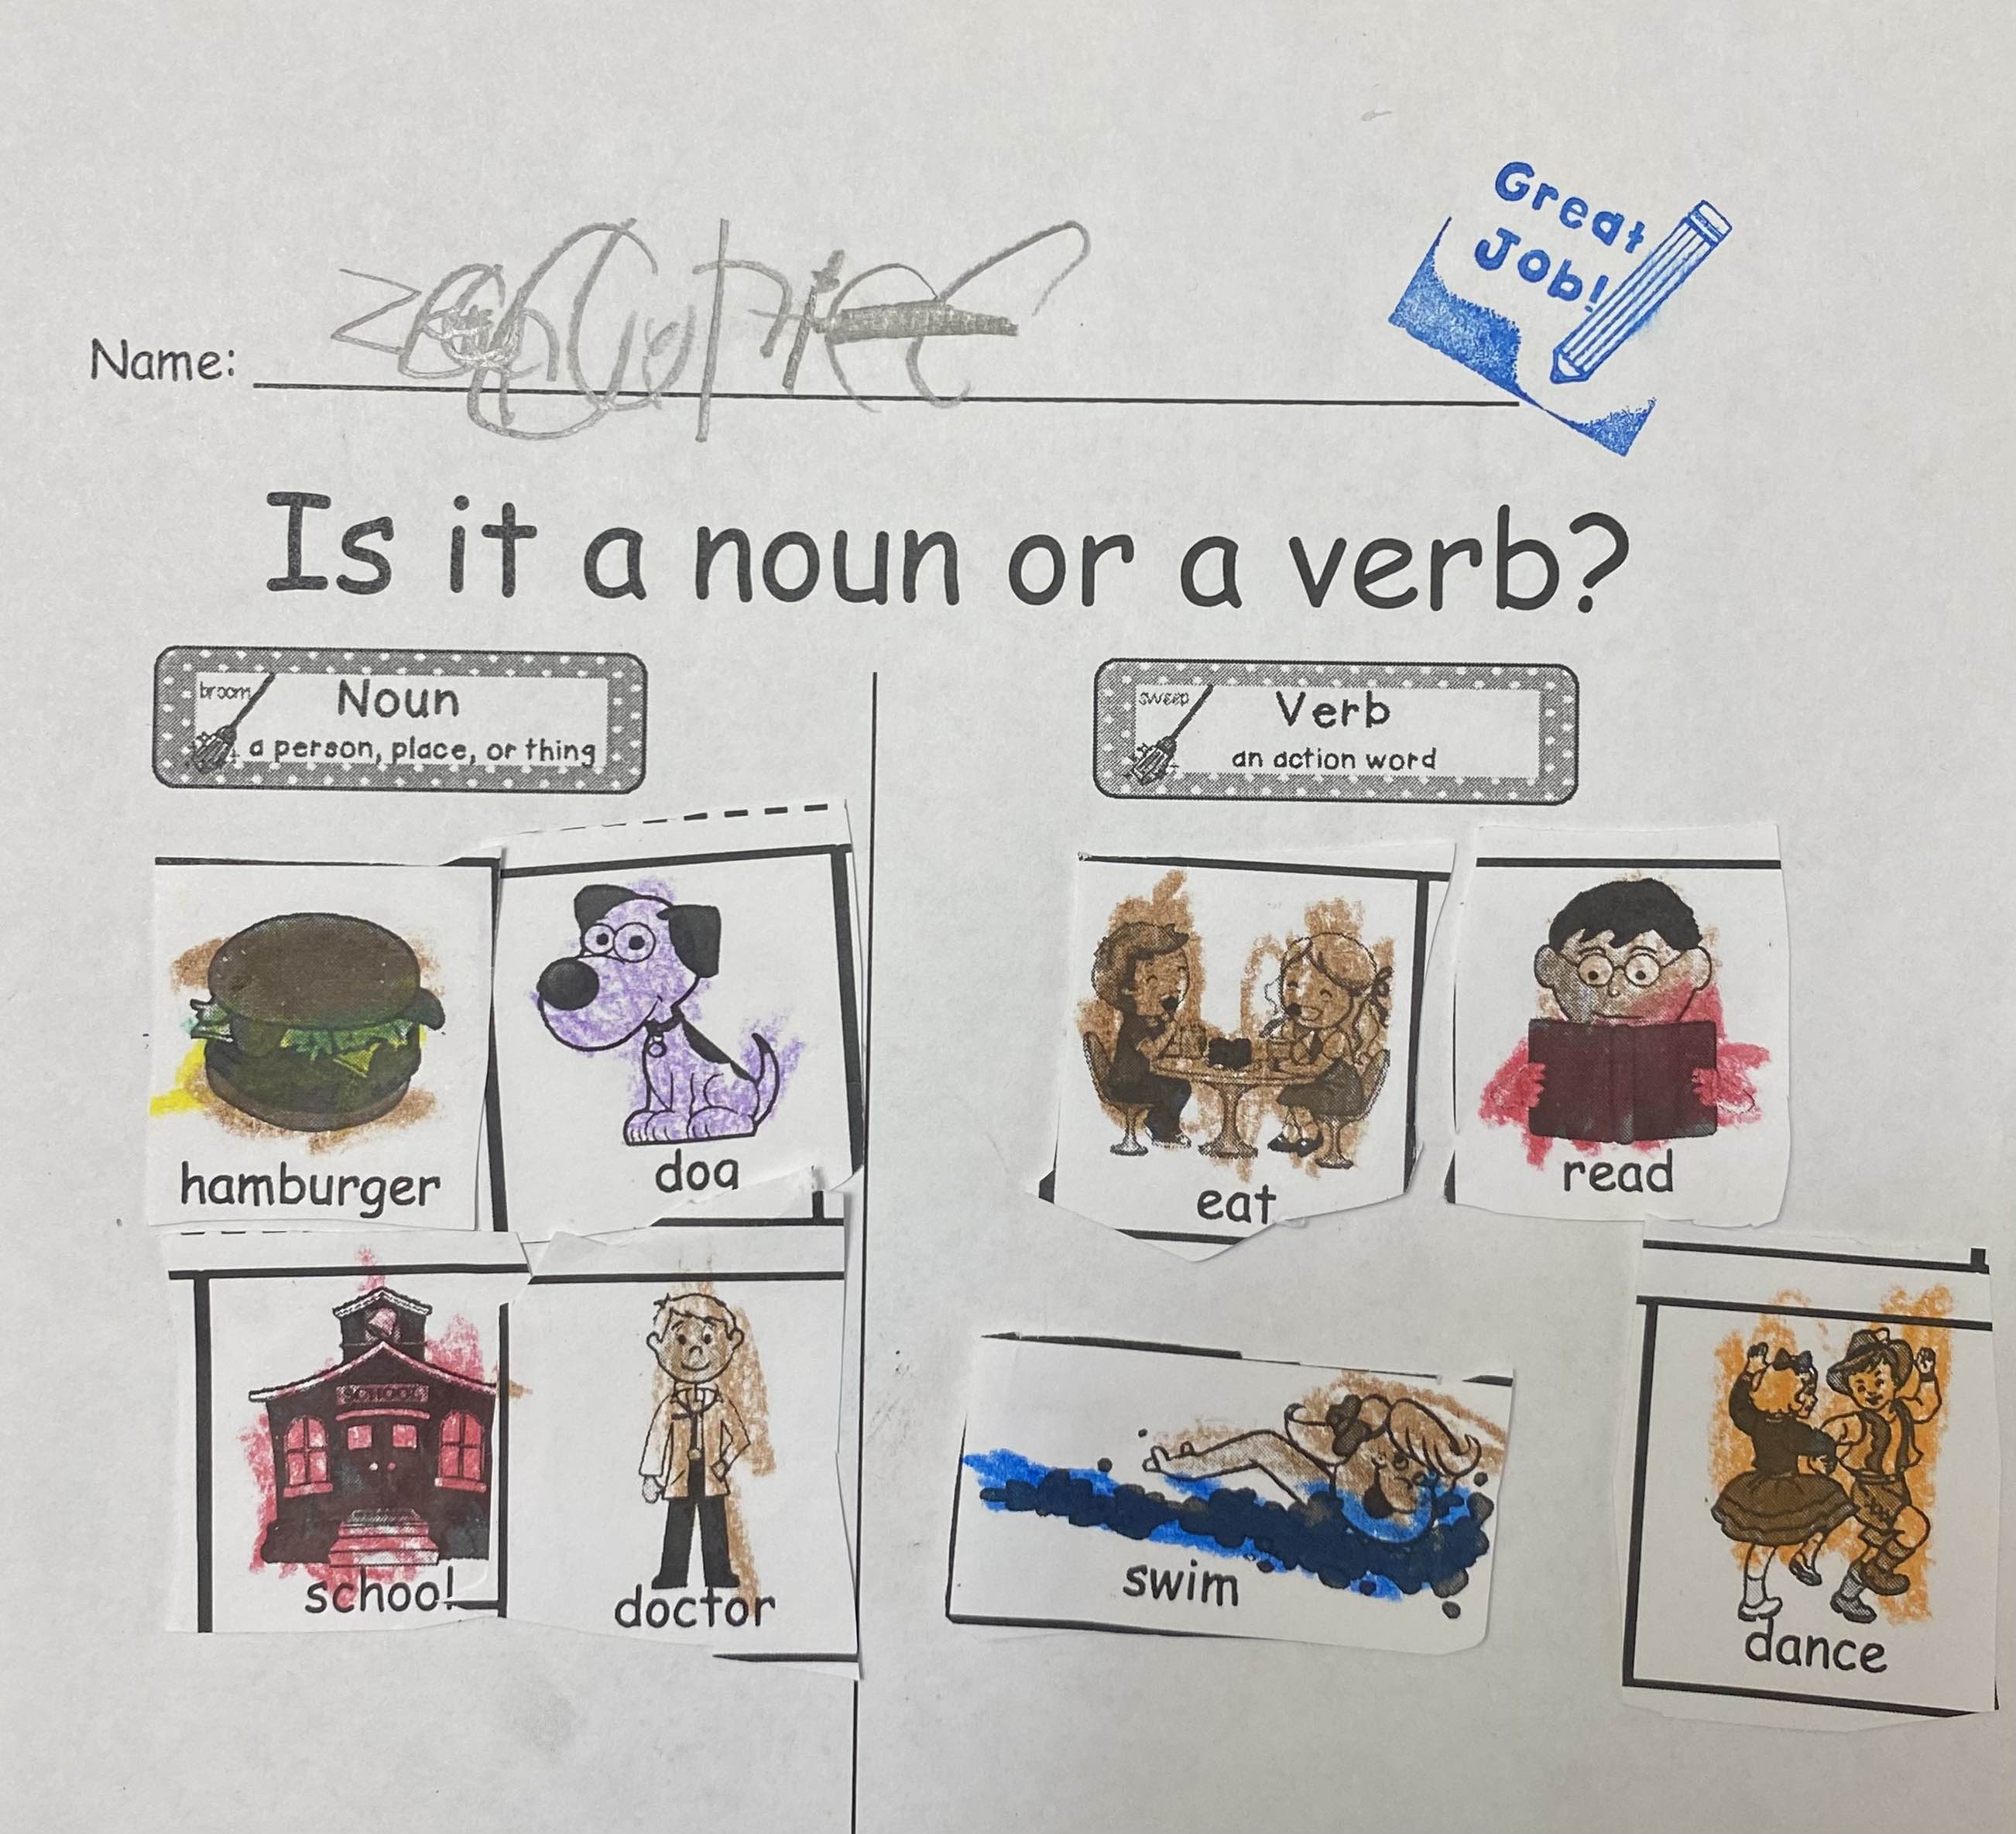 Great
Job!
Name:
Is it a noun or a verb?
broom
Noun
a person, place, or thing
sweep
Verb
an action word
hamburger
dog
eat
read
SCHOOL
school
doctor
swim
dance